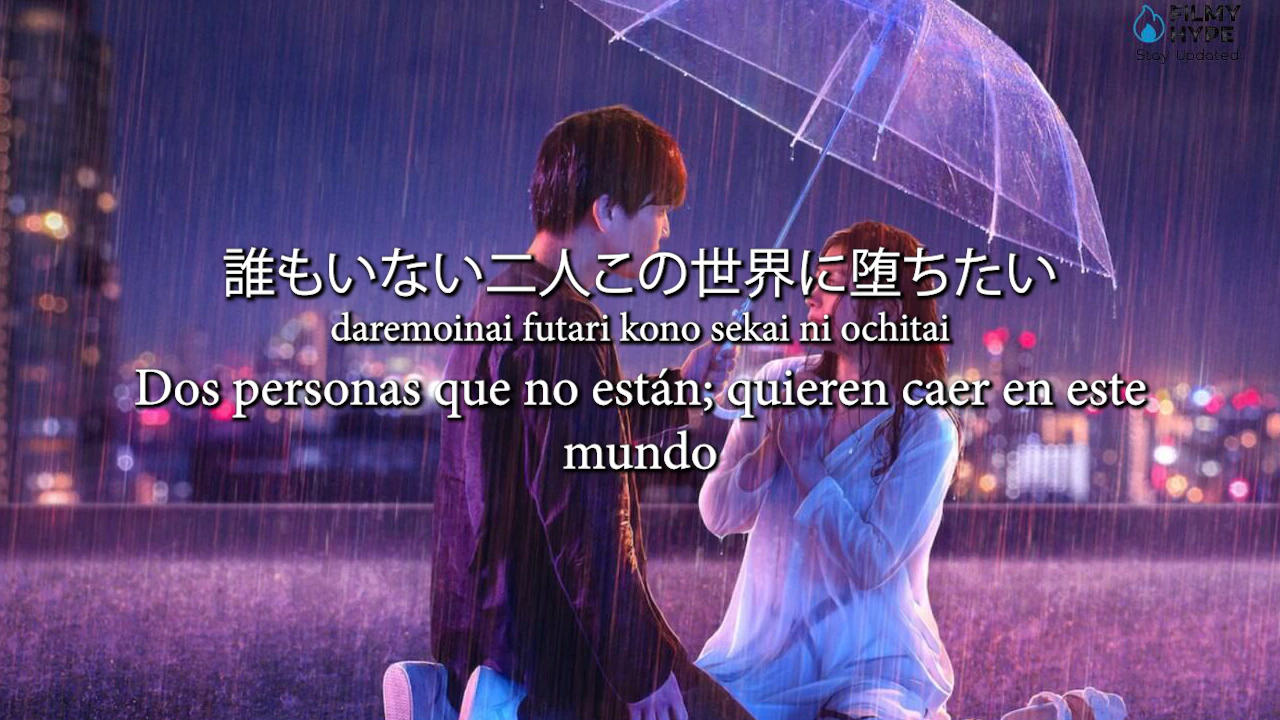 FILMY
HYPE
Stay Updated
誰もいない二人この世界に堕ちたい
daremoinai futari kono sekai ni ochitai
Dos personas que no están; quieren caer en este
mundo